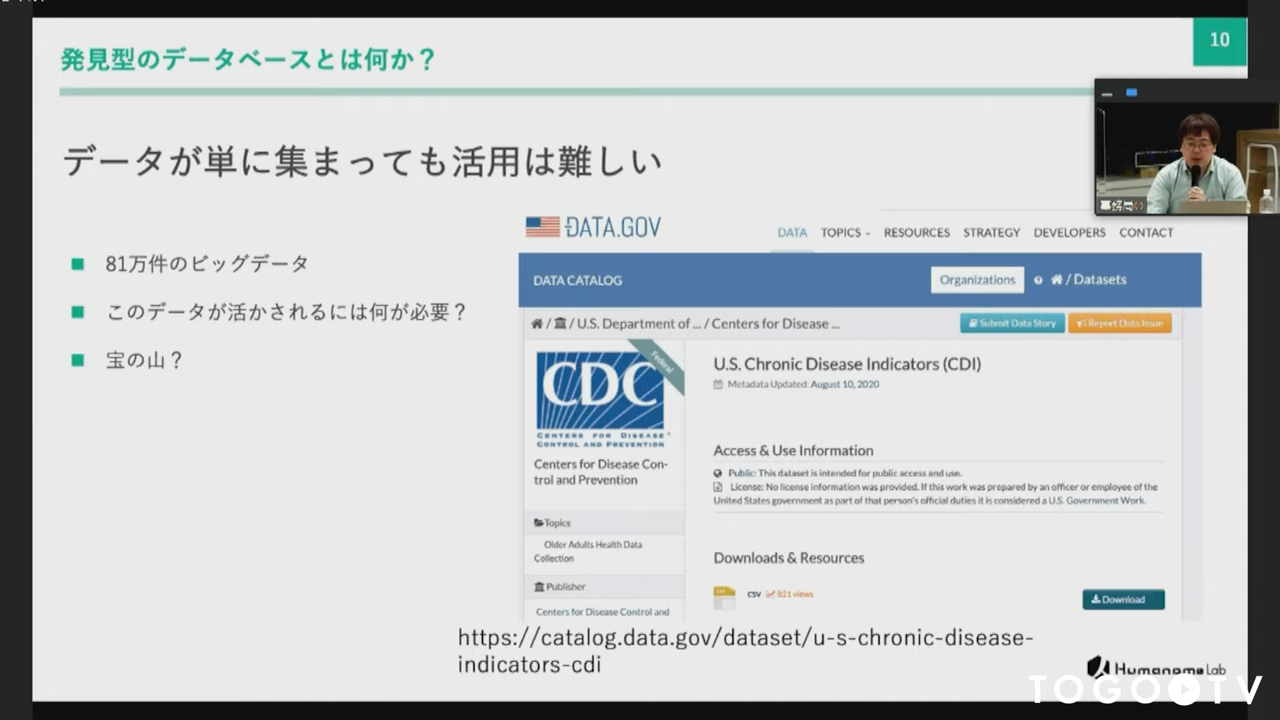 発見型のデータベースとは何か？
10
データが単に集まっても活用は難しい
81万件のビッグデータ
このデータが活かされるには何が必要？
宝の山？
DATA.GOV
DATA TOPICS RESOURCES STRATEGY DEVELOPERS CONTACT
DATA CATALOG
Organizations
/ Datasets
/ / U.S. Department of ... / Centers for Disease ...
Submit Data Story
Report Data Issue
Federal
CDC
CENTERS FOR DISEASE
CONTROL AND PREVENTION
Centers for Disease Con-
trol and Prevention
Topics
Older Adults Health Data
Collection
Publisher
Centers for Disease Control and
U.S. Chronic Disease Indicators (CDI)
Metadata Updated: August 10, 2020
Access & Use Information
Public: This dataset is intended for public access and use.
License: No license information was provided. If this work was prepared by an officer or employee of the
United States government as part of that person's official duties it is considered a U.S. Government Work.
Downloads & Resources
csv 821 views
Download
https://catalog.data.gov/dataset/u-s-chronic-disease-
indicators-cdi
Humanome Lab
TOGO TV